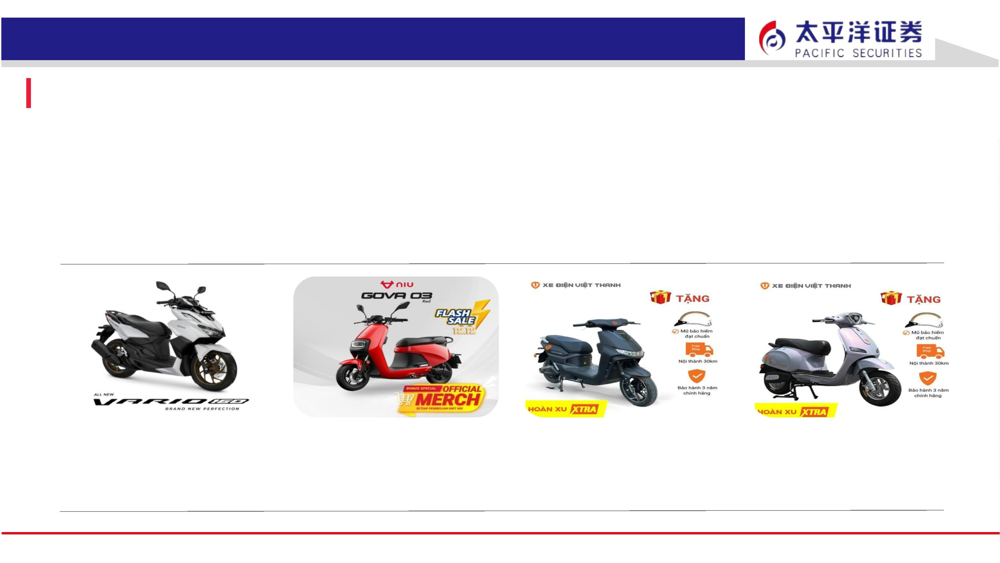 太平洋证券
PACIFIC SECURITIES
ALL NEW
VARIO 160
BRAND NEW PERFECTION
NIU
GOVA 03
Red
FLASH
SALE
12.12
BONUS SPECIAL OFFICIAL
MERCH
SETIAP PEMBELIAN UNIT NIU
XE ĐIỆN VIỆT THANH
TẶNG
Mũ bảo hiểm
đạt chuẩn
Free
Ship
Nội thành 30km
Bảo hành 3 năm
chính hãng
HOÀN XU XTRA
XE ĐIỆN VIỆT THANH
TẶNG
Mũ bảo hiểm
đạt chuẩn
Free
Ship
Nội thành 30km
Bảo hành 3 năm
chính hãng
HOÀN XU XTRA